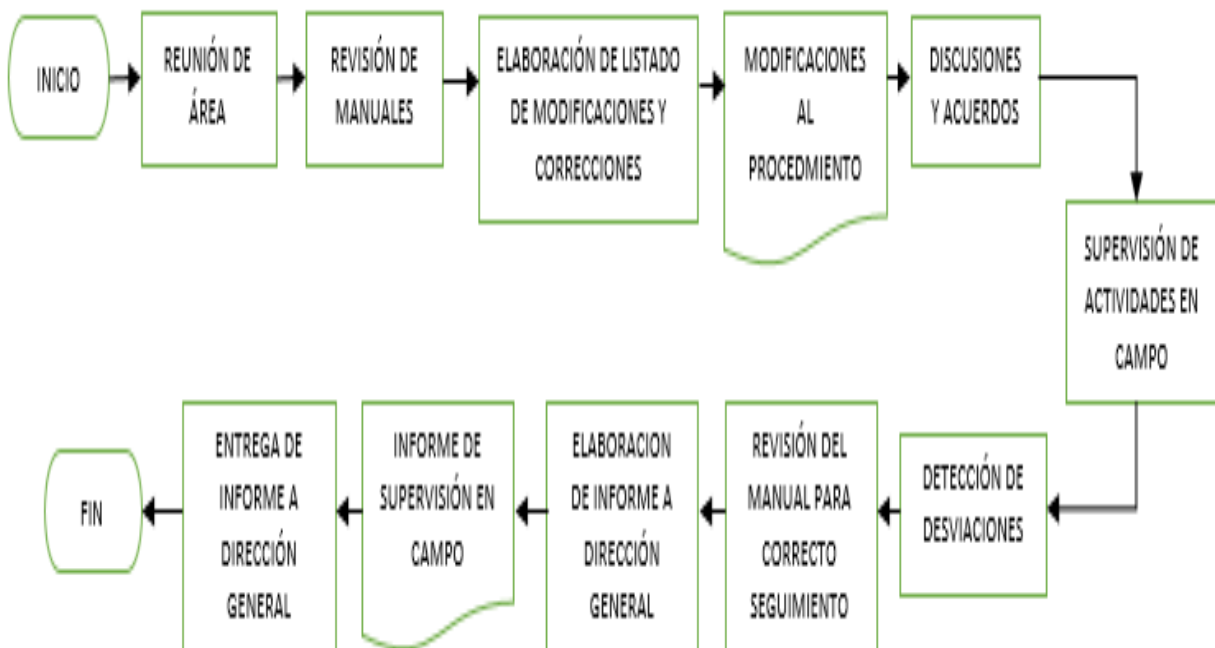 INICIO
REUNIÓN DE
ÁREA
REVISIÓN DE
MANUALES
ELABORACIÓN DE LISTADO
DE MODIFICACIONES Y
CORRECCIONES
MODIFICACIONES
AL
PROCEDMIENTO
DISCUSIONES
Y ACUERDOS
SUPERVISIÓN DE
ACTIVIDADES EN
CAMPO
DETECCIÓN DE
DESVIACIONES
REVISIÓN DEL
MANUAL PARA
CORRECTO
SEGUIMIENTO
ELABORACION
DE INFORME A
DIRECCIÓN
GENERAL
INFORME DE
SUPERVISIÓN EN
CAMPO
ENTREGA DE
INFORME A
DIRECCIÓN
GENERAL
FIN